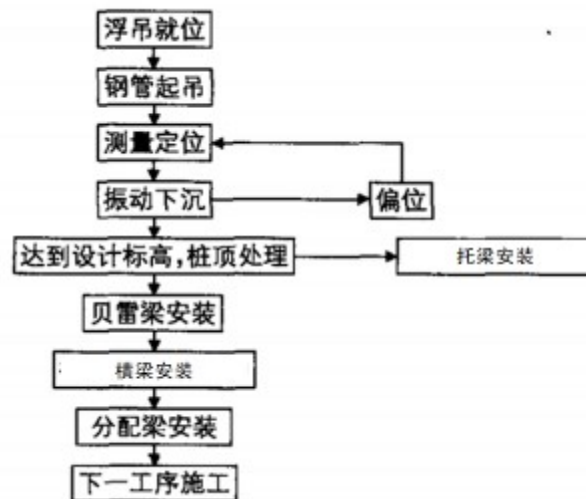 浮吊就位
钢管起吊
测量定位
振动下沉
偏位
达到设计标高,桩顶处理
托梁安装
贝雷梁安装
横梁安装
分配梁安装
下一工序施工